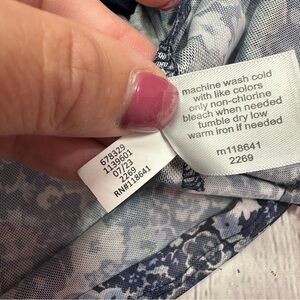 machine wash cold
with like colors
only non-chlorine
bleach when needed
tumble dry low
warm iron if needed
m118641
2269
678329
1139601
07/23
2269
RN#118641